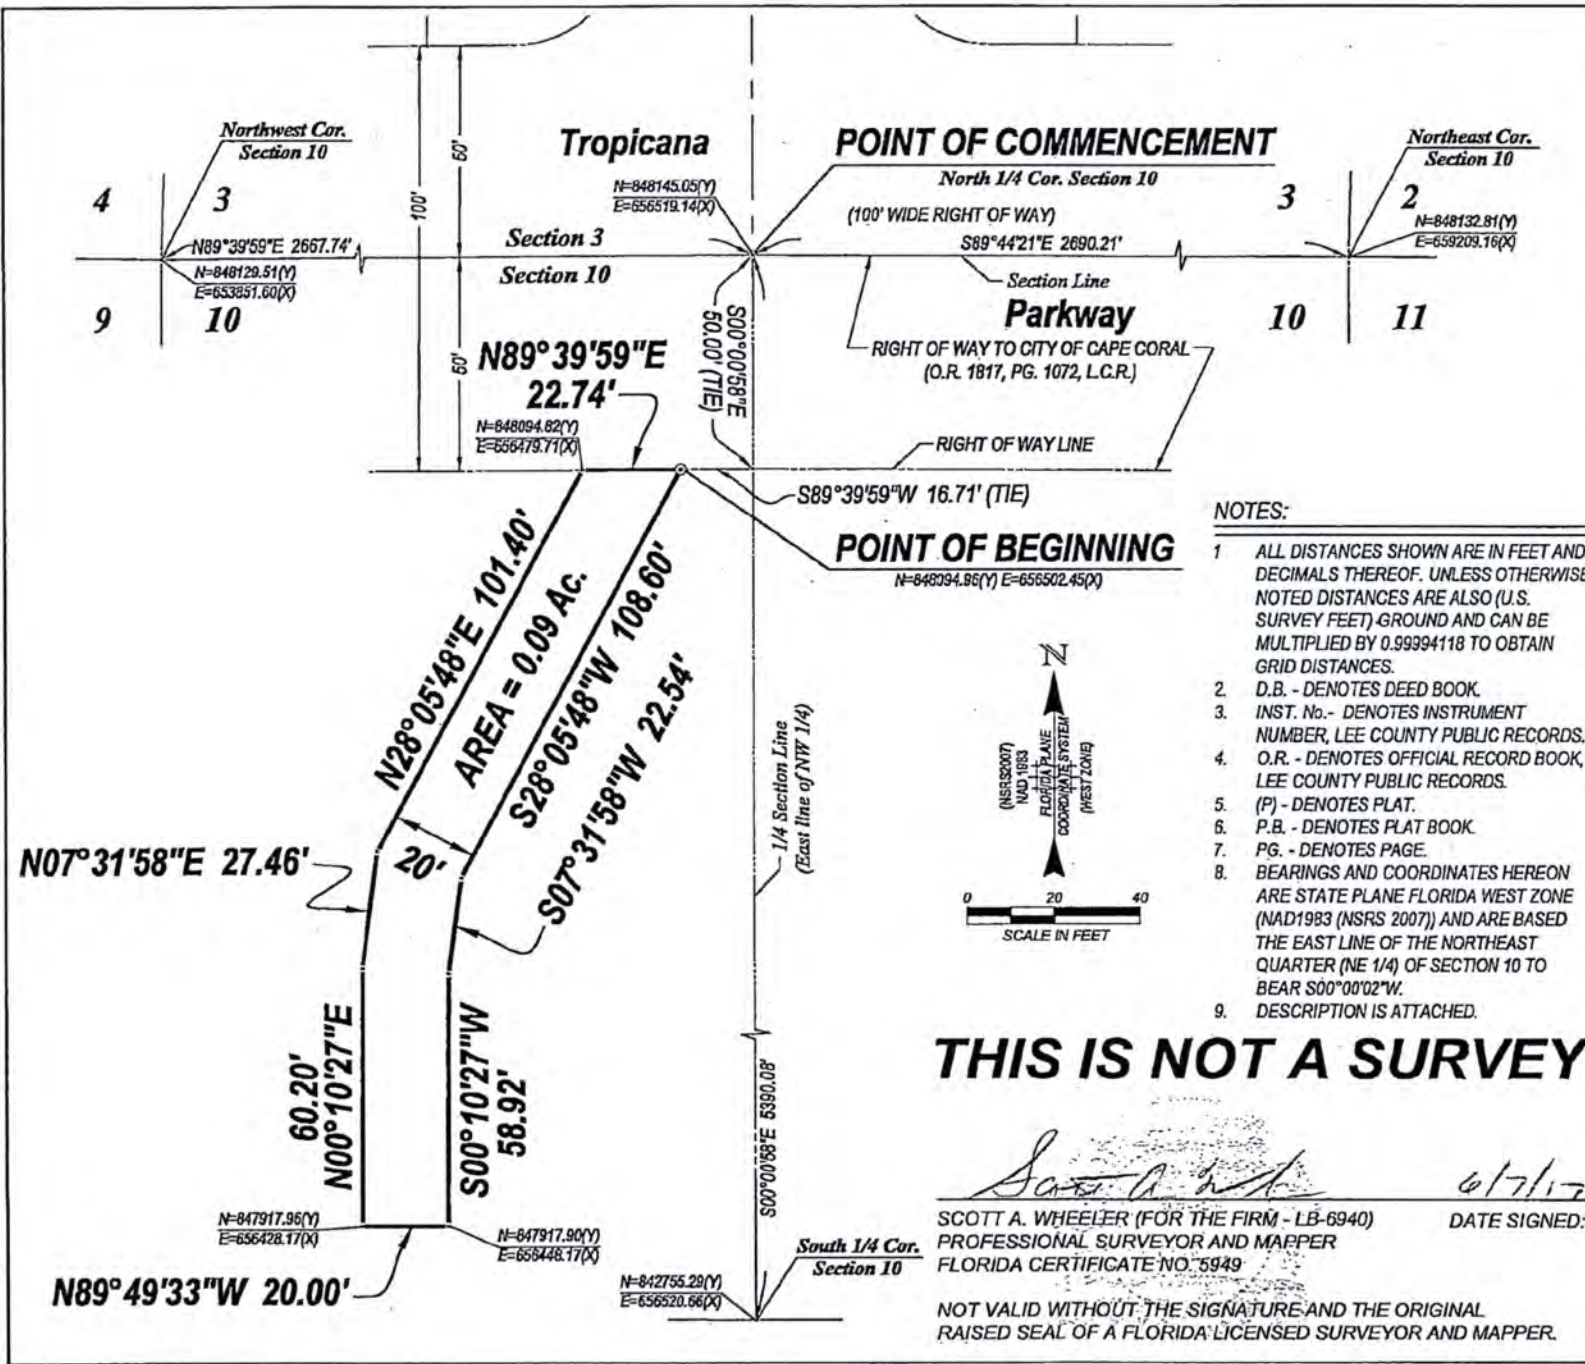 Northwest Cor.
Section 10
4
3
N89°39'59"E 2667.74'
N=848129.51(Y)
E=653851.60(X)
9
10
100'
50'
50'
Tropicana
N=848145.05(Y)
E=656519.14(X)
Section 3
Section 10
POINT OF COMMENCEMENT
North 1/4 Cor. Section 10
(100' WIDE RIGHT OF WAY)
S89°44'21"E 2690.21'
Section Line
Parkway
RIGHT OF WAY TO CITY OF CAPE CORAL
(O.R. 1817, PG. 1072, L.C.R.)
Northeast Cor.
Section 10
3
2
N=848132.81(Y)
E=659209.16(X)
10
11
S00°00'58"E
50.00' (TIE)
N89°39'59"E
22.74'
N=848094.82(Y)
E=656479.71(X)
RIGHT OF WAY LINE
S89°39'59"W 16.71' (TIE)
POINT OF BEGINNING
N=848094.96(Y) E=656502.45(X)
N28°05'48"E 101.40'
AREA = 0.09 Ac.
S28°05'48"W 108.60'
S07°31'58"W 22.54'
20'
N07°31'58"E 27.46'
60.20'
N00°10'27"E
S00°10'27"W
58.92'
N=847917.96(Y)
E=656428.17(X)
N=847917.90(Y)
E=656448.17(X)
N89°49'33"W 20.00'
1/4 Section Line
(East line of NW 1/4)
S00°00'58"E 5390.08'
N=842755.29(Y)
E=656520.66(X)
South 1/4 Cor.
Section 10
N
(NSRS2007)
NAD 1983
FLORIDA PLANE
COORDINATE SYSTEM
(WEST ZONE)
0 20 40
SCALE IN FEET
NOTES:
1 ALL DISTANCES SHOWN ARE IN FEET AND
DECIMALS THEREOF. UNLESS OTHERWISE
NOTED DISTANCES ARE ALSO (U.S.
SURVEY FEET) GROUND AND CAN BE
MULTIPLIED BY 0.99994118 TO OBTAIN
GRID DISTANCES.
2. D.B. - DENOTES DEED BOOK.
3. INST. No.- DENOTES INSTRUMENT
NUMBER, LEE COUNTY PUBLIC RECORDS.
4. O.R. - DENOTES OFFICIAL RECORD BOOK,
LEE COUNTY PUBLIC RECORDS.
5. (P) - DENOTES PLAT.
6. P.B. - DENOTES PLAT BOOK.
7. PG. - DENOTES PAGE.
8. BEARINGS AND COORDINATES HEREON
ARE STATE PLANE FLORIDA WEST ZONE
(NAD1983 (NSRS 2007)) AND ARE BASED
THE EAST LINE OF THE NORTHEAST
QUARTER (NE 1/4) OF SECTION 10 TO
BEAR S00°00'02"W.
9. DESCRIPTION IS ATTACHED.
THIS IS NOT A SURVEY
6/7/17
SCOTT A. WHEELER (FOR THE FIRM - LB-6940)
DATE SIGNED:
PROFESSIONAL SURVEYOR AND MAPPER
FLORIDA CERTIFICATE NO. 5949
NOT VALID WITHOUT THE SIGNATURE AND THE ORIGINAL
RAISED SEAL OF A FLORIDA LICENSED SURVEYOR AND MAPPER.